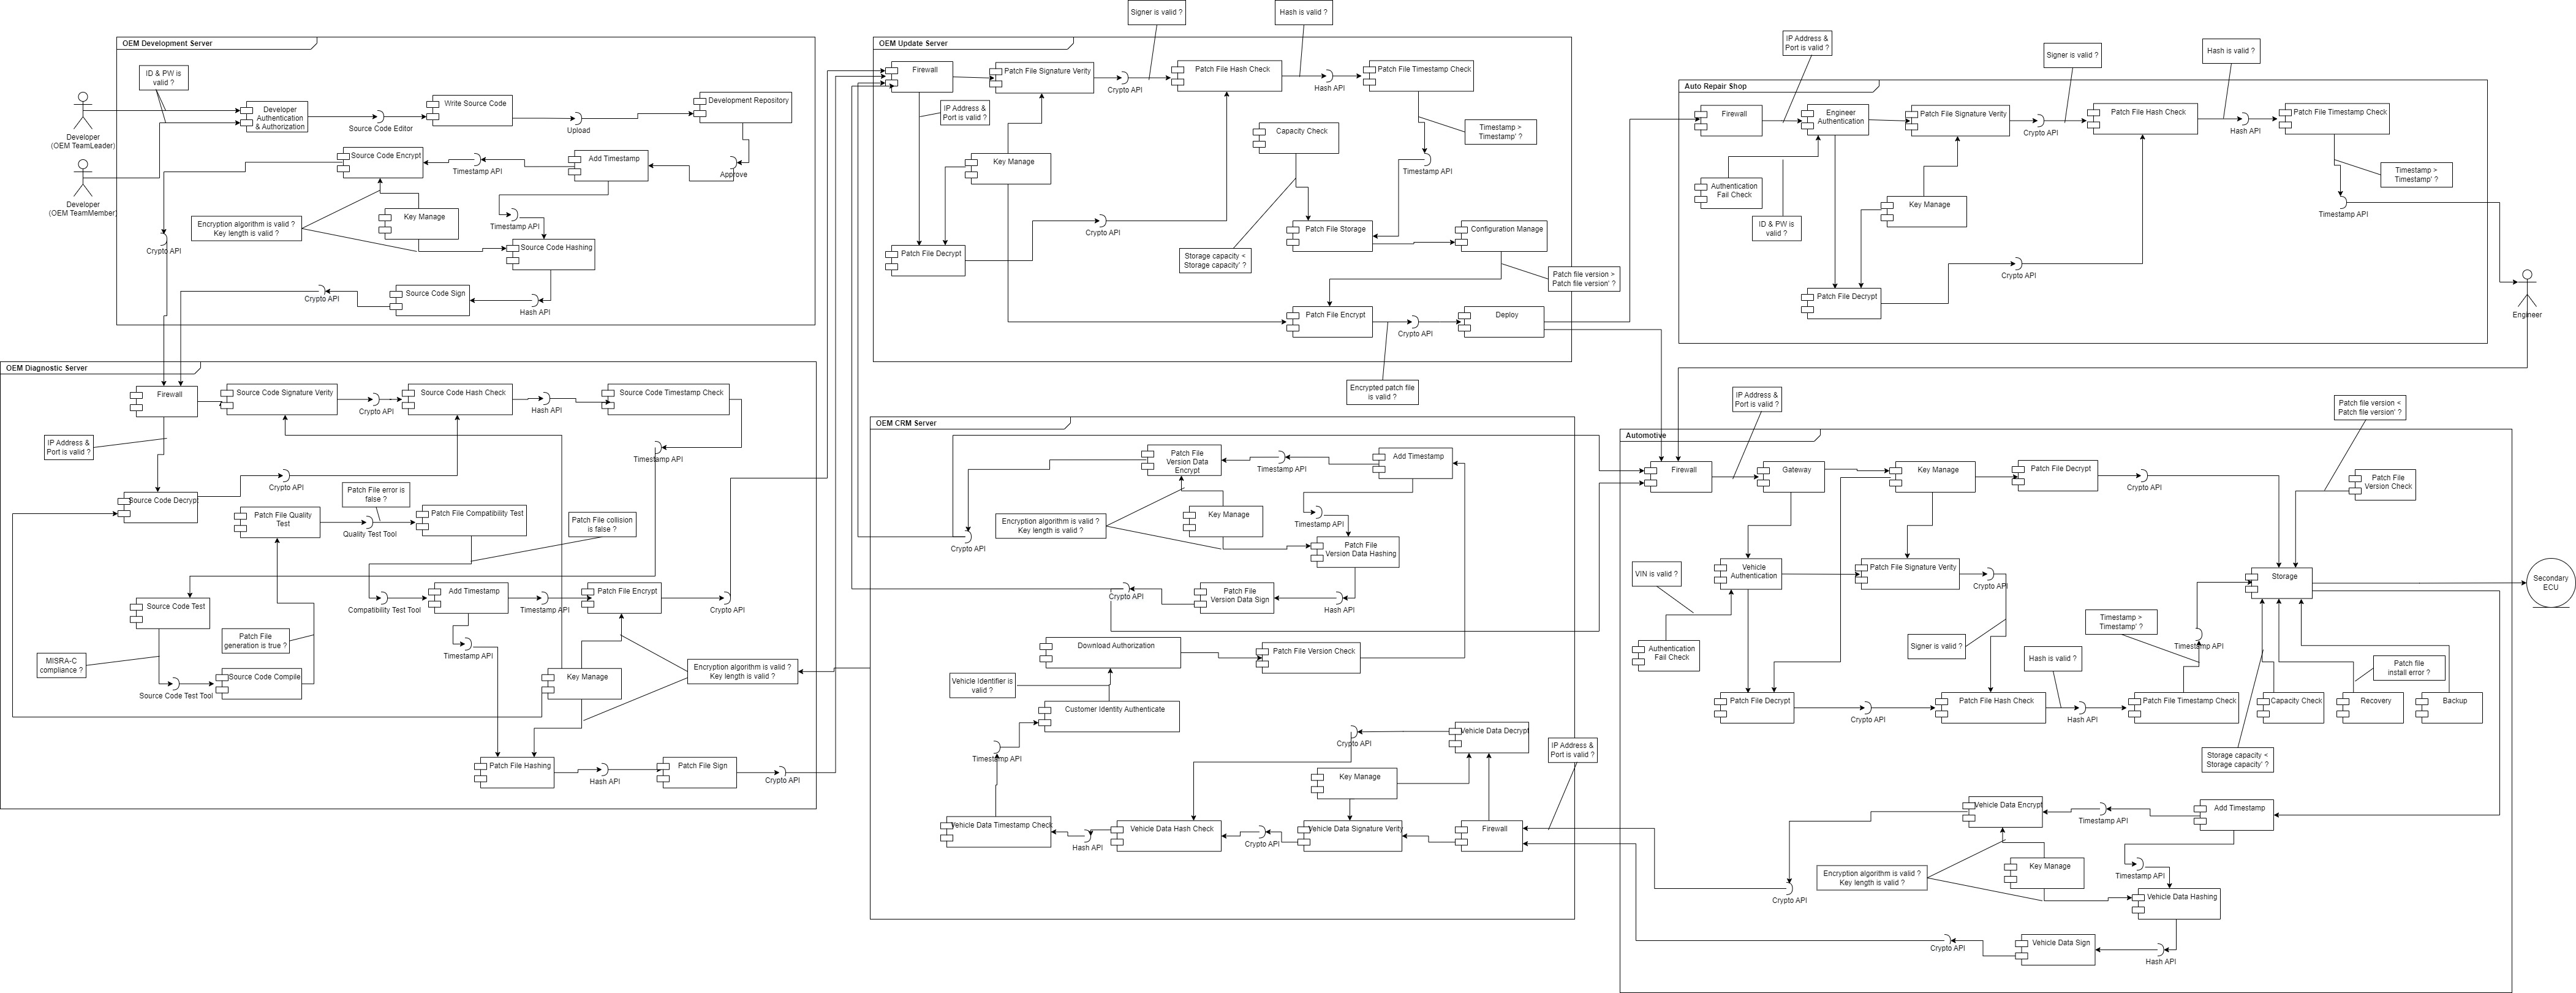 OEM Development Server
ID & PW is
valid ?
Developer
(OEM TeamLeader)
Developer
(OEM TeamMember)
Developer
Authentication
& Authorization
Source Code Editor
Write Source Code
Upload
Development Repository
Approve
Add Timestamp
Timestamp API
Source Code Encrypt
Crypto API
Encryption algorithm is valid ?
Key length is valid ?
Key Manage
Timestamp API
Source Code Hashing
Hash API
Source Code Sign
Crypto API
OEM Diagnostic Server
Firewall
Source Code Signature Verity
Crypto API
Source Code Hash Check
Hash API
Source Code Timestamp Check
Timestamp API
IP Address &
Port is valid ?
Source Code Decrypt
Crypto API
Patch File Quality
Test
Patch File error is
false ?
Quality Test Tool
Patch File Compatibility Test
Patch File collision
is false ?
Compatibility Test Tool
Add Timestamp
Timestamp API
Patch File Encrypt
Crypto API
Source Code Test
MISRA-C
compliance ?
Source Code Test Tool
Source Code Compile
Patch File
generation is true ?
Timestamp API
Key Manage
Encryption algorithm is valid ?
Key length is valid ?
Patch File Hashing
Hash API
Patch File Sign
Crypto API
OEM Update Server
Signer is valid ?
Hash is valid ?
Firewall
Patch File Signature Verity
Crypto API
Patch File Hash Check
Hash API
Patch File Timestamp Check
IP Address &
Port is valid ?
Timestamp >
Timestamp' ?
Capacity Check
Key Manage
Timestamp API
Crypto API
Patch File Storage
Configuration Manage
Patch File Decrypt
Storage capacity <
Storage capacity' ?
Patch file version >
Patch file version' ?
Patch File Encrypt
Crypto API
Deploy
Encrypted patch file
is valid ?
OEM CRM Server
Patch File
Version Data
Encrypt
Timestamp API
Add Timestamp
Encryption algorithm is valid ?
Key length is valid ?
Key Manage
Timestamp API
Crypto API
Patch File
Version Data Hashing
Crypto API
Patch File
Version Data Sign
Hash API
Download Authorization
Patch File Version Check
Vehicle Identifier is
valid ?
Customer Identity Authenticate
Timestamp API
Crypto API
Vehicle Data Decrypt
IP Address &
Port is valid ?
Key Manage
Vehicle Data Timestamp Check
Hash API
Vehicle Data Hash Check
Crypto API
Vehicle Data Signature Verity
Firewall
Auto Repair Shop
IP Address &
Port is valid ?
Signer is valid ?
Hash is valid ?
Firewall
Engineer
Authentication
Patch File Signature Verity
Crypto API
Patch File Hash Check
Hash API
Patch File Timestamp Check
Timestamp >
Timestamp' ?
Authentication
Fail Check
ID & PW is
valid ?
Key Manage
Timestamp API
Crypto API
Patch File Decrypt
Engineer
Automotive
IP Address &
Port is valid ?
Patch file version <
Patch file version' ?
Firewall
Gateway
Key Manage
Patch File Decrypt
Crypto API
Patch File
Version Check
VIN is valid ?
Vehicle
Authentication
Patch File Signature Verity
Crypto API
Storage
Secondary
ECU
Authentication
Fail Check
Signer is valid ?
Hash is valid ?
Timestamp >
Timestamp' ?
Timestamp API
Patch file
install error ?
Patch File Decrypt
Crypto API
Patch File Hash Check
Hash API
Patch File Timestamp Check
Capacity Check
Recovery
Backup
Storage capacity <
Storage capacity' ?
Vehicle Data Encrypt
Timestamp API
Add Timestamp
Encryption algorithm is valid ?
Key length is valid ?
Key Manage
Timestamp API
Crypto API
Vehicle Data Hashing
Crypto API
Vehicle Data Sign
Hash API